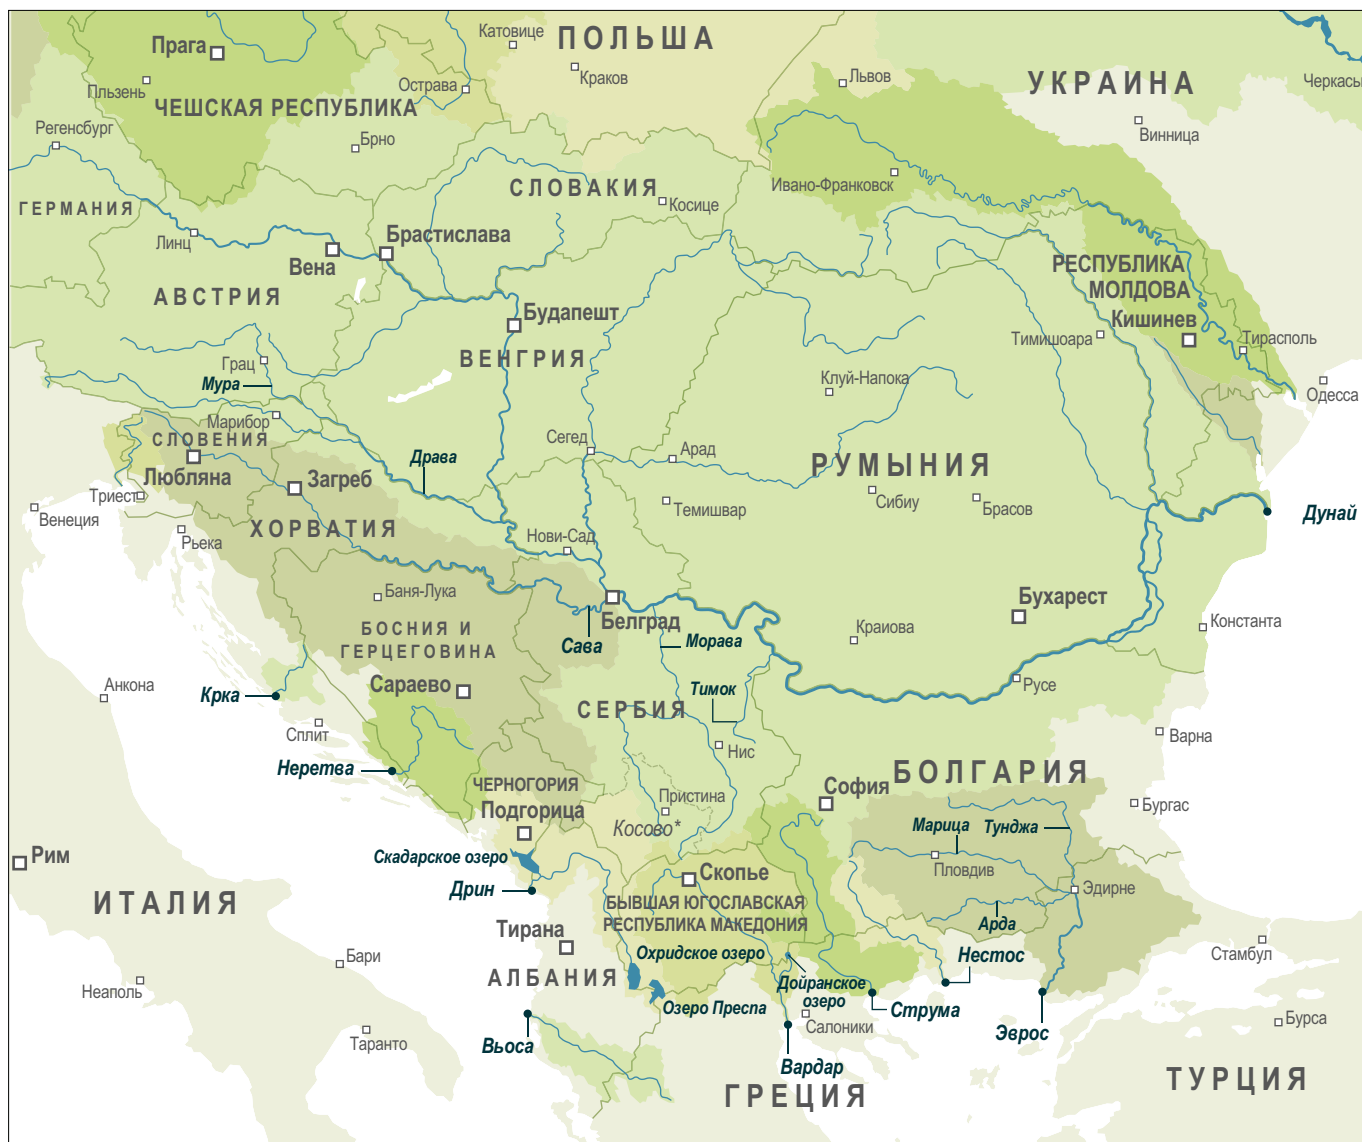 ПОЛЬША
Катовице
Прага
Краков
Львов
УКРАИНА
Черкасы
Пльзень
Острава
ЧЕШСКАЯ РЕСПУБЛИКА
Регенсбург
Брно
Винница
Ивано-Франковск
СЛОВАКИЯ
Косице
ГЕРМАНИЯ
Линц
Брастислава
Вена
РЕСПУБЛИКА
МОЛДОВА
АВСТРИЯ
Будапешт
Кишинев
Тимишоара
Тирасполь
ВЕНГРИЯ
Грац
Мура
Клуй-Напока
Одесса
Марибор
СЛОВЕНИЯ
Сегед
Арад
РУМЫНИЯ
Драва
Любляна
Загреб
Триест
Венеция
Темишвар
Сибиу
Брасов
Дунай
ХОРВАТИЯ
Рьека
Нови-Сад
Баня-Лука
Бухарест
Белград
Константа
БОСНИЯ И
ГЕРЦЕГОВИНА
Сава
Морава
Краиова
Анкона
Крка
Сараево
Тимок
Русе
СЕРБИЯ
Сплит
Нис
Варна
Неретва
БОЛГАРИЯ
ЧЕРНОГОРИЯ
София
Пристина
Подгорица
Бургас
Косово*
Марица
Тунджа
Рим
Скадарское озеро
Скопье
Пловдив
Дрин
Эдирне
ИТАЛИЯ
БЫВШАЯ ЮГОСЛАВСКАЯ
РЕСПУБЛИКА МАКЕДОНИЯ
Арда
Тирана
Бари
Охридское озеро
Нестос
Стамбул
АЛБАНИЯ
Дойранское
озеро
Неаполь
Озеро Преспа
Струма
Салоники
Бурса
Таранто
Вьоса
Эврос
Вардар
ГРЕЦИЯ
ТУРЦИЯ